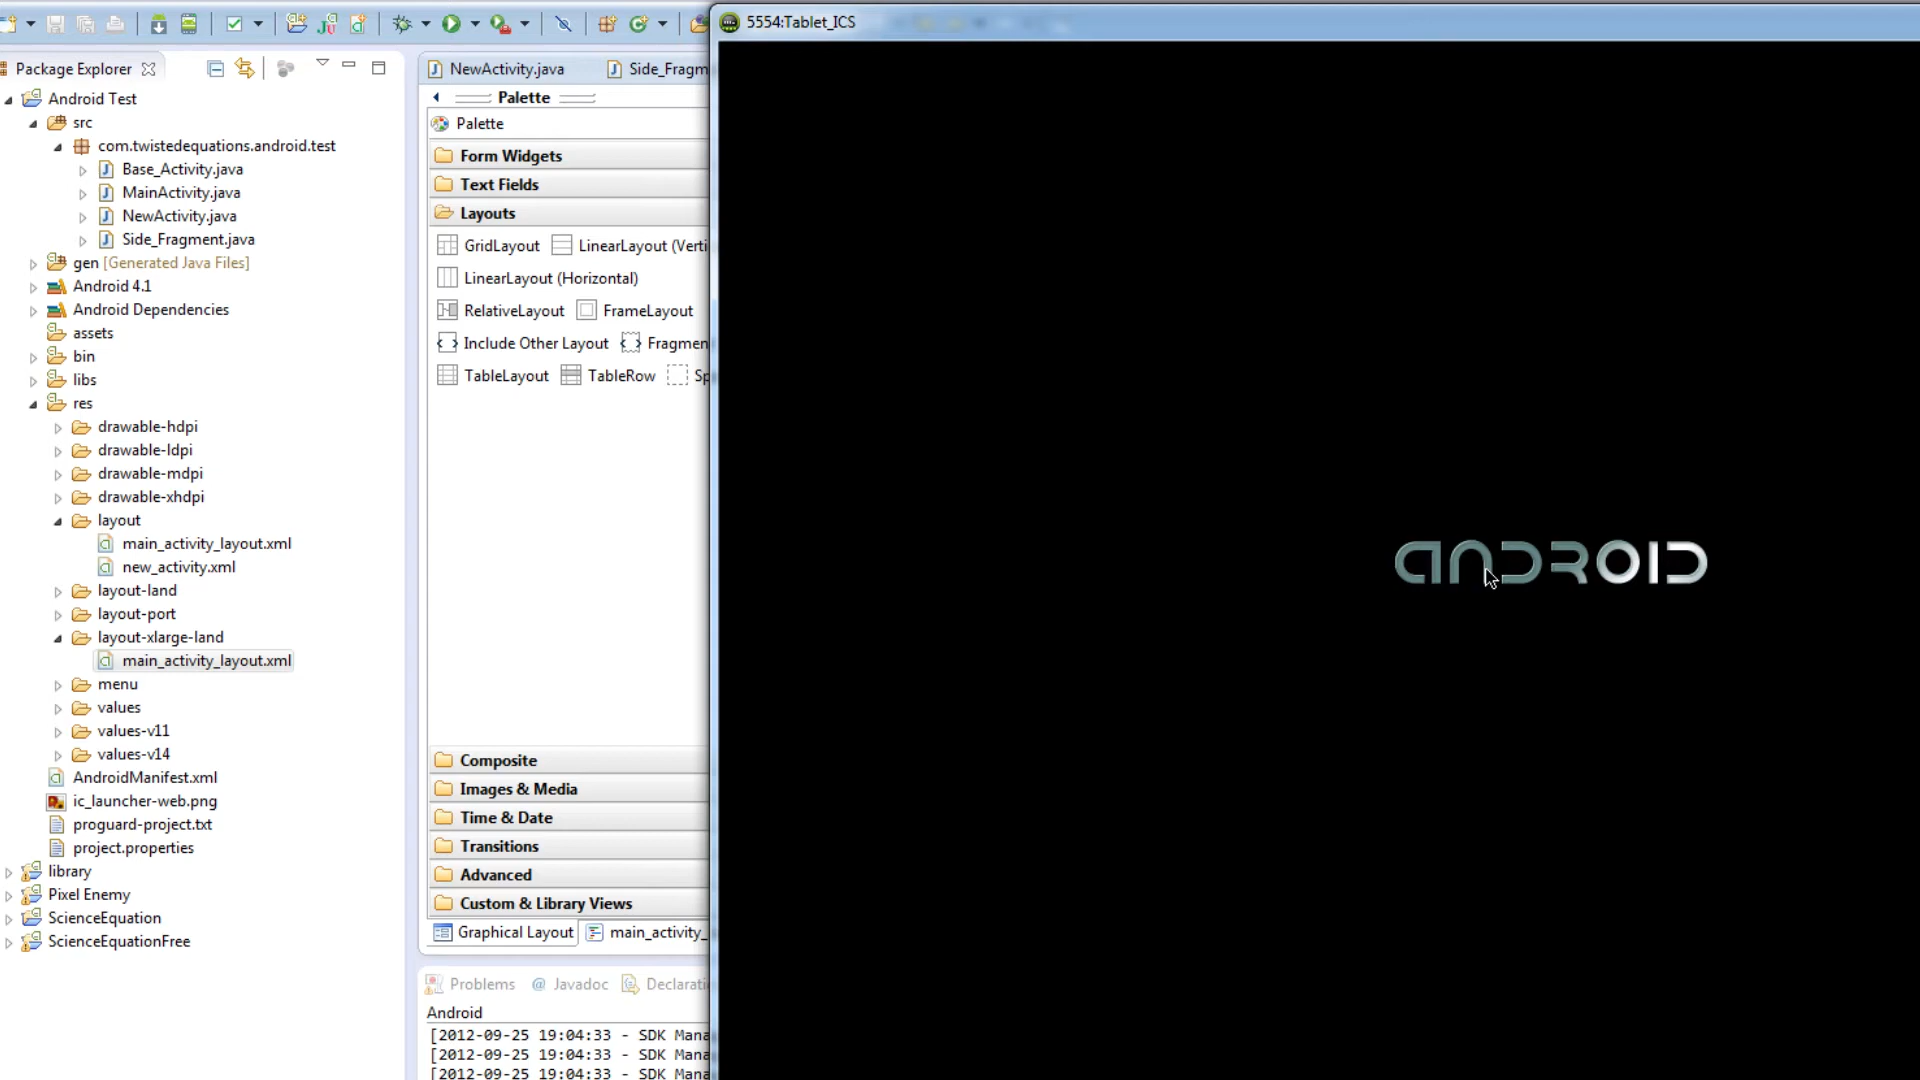 5554:Tablet_ICS
Package Explorer
Android Test
src
com.twistedequations.android.test
Base_Activity.java
MainActivity.java
NewActivity.java
Side_Fragment.java
gen [Generated Java Files]
Android 4.1
Android Dependencies
assets
bin
libs
res
drawable-hdpi
drawable-ldpi
drawable-mdpi
drawable-xhdpi
layout
main_activity_layout.xml
new_activity.xml
layout-land
layout-port
layout-xlarge-land
main_activity_layout.xml
menu
values
values-v11
values-v14
AndroidManifest.xml
ic_launcher-web.png
proguard-project.txt
project.properties
library
Pixel Enemy
ScienceEquation
ScienceEquationFree
NewActivity.java Side_Fragm
Palette
Palette
Form Widgets
Text Fields
Layouts
GridLayout LinearLayout (Verti
LinearLayout (Horizontal)
RelativeLayout FrameLayout
Include Other Layout Fragmen
TableLayout TableRow Sp
Composite
Images & Media
Time & Date
Transitions
Advanced
Custom & Library Views
Graphical Layout main_activity_
Problems @ Javadoc Declarati
Android
[2012-09-25 19:04:33 - SDK Mana
[2012-09-25 19:04:33 - SDK Mana
[2012-09-25 19:04:33 - SDK Mana
ANDROID